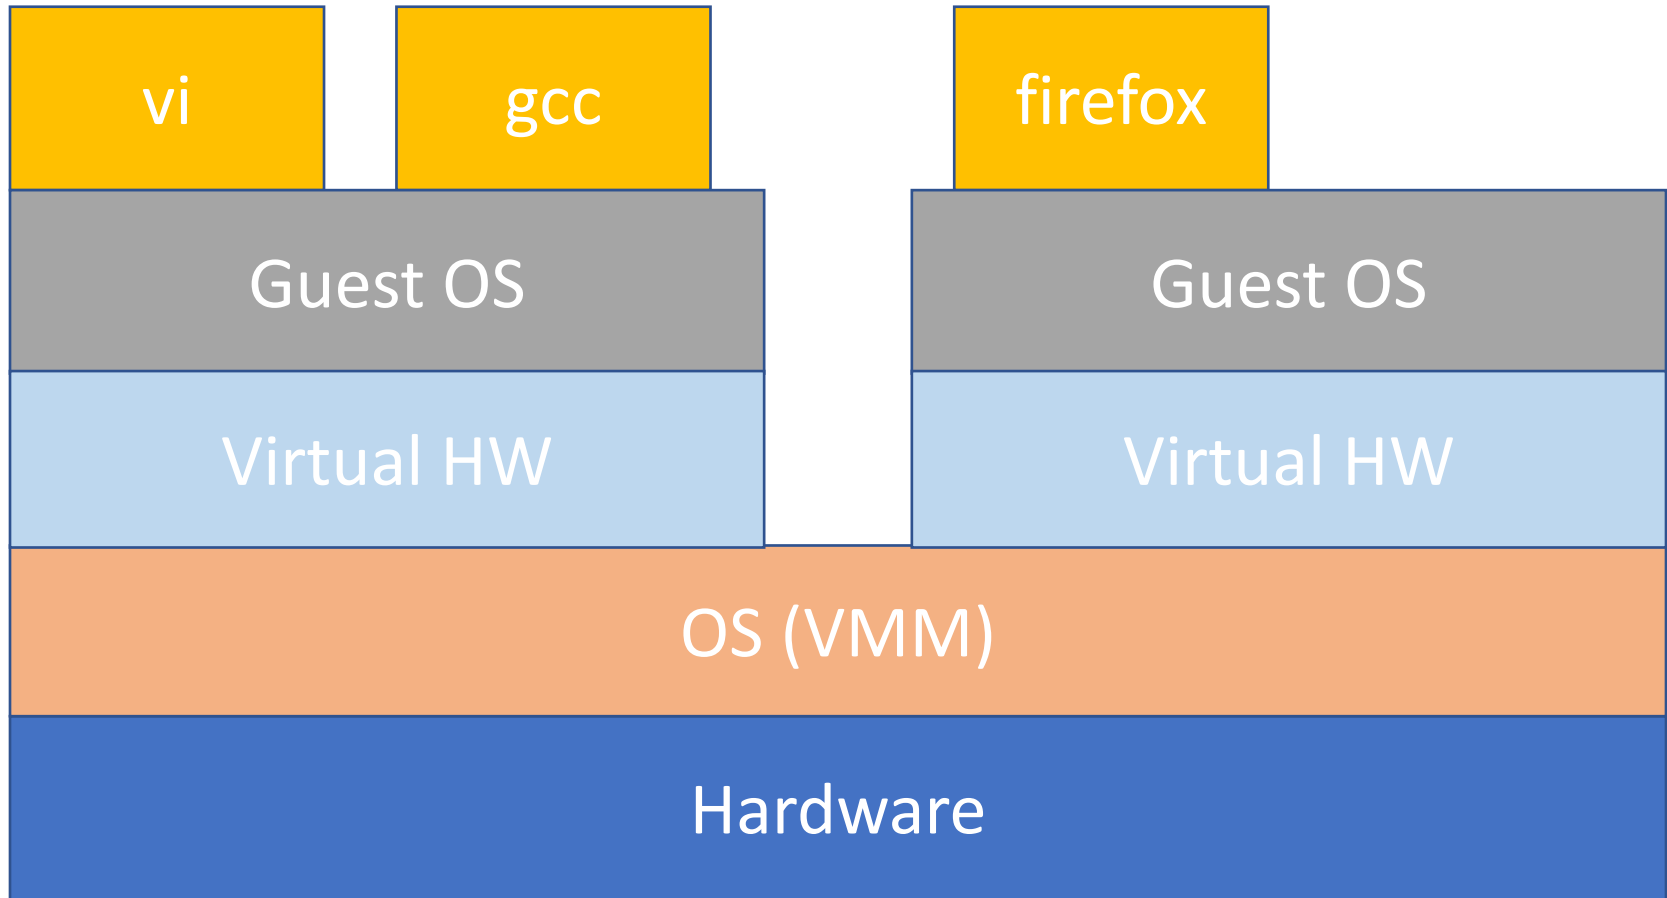 vi
gcc
firefox
Guest OS
Guest OS
Virtual HW
Virtual HW
OS (VMM)
Hardware